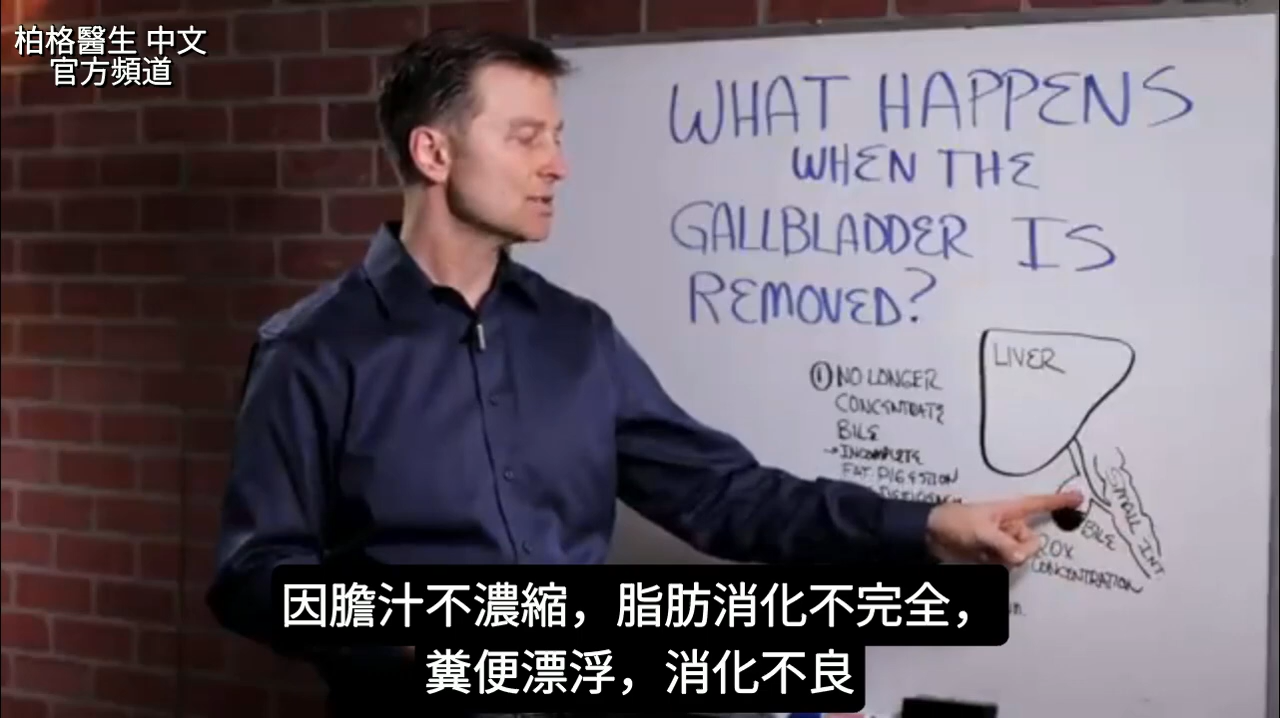 柏格醫生 中文
官方頻道
WHAT HAPPENS
WHEN THE
GALLBLADDER IS
REMOVED?
LIVER
① NO LONGER
CONCENTRATE
BILE
→ INCOMPLETE
FAT DIGESTION
SMALL INT
BILE
20X
CONCENTRATION
因膽汁不濃縮，脂肪消化不完全，
糞便漂浮，消化不良